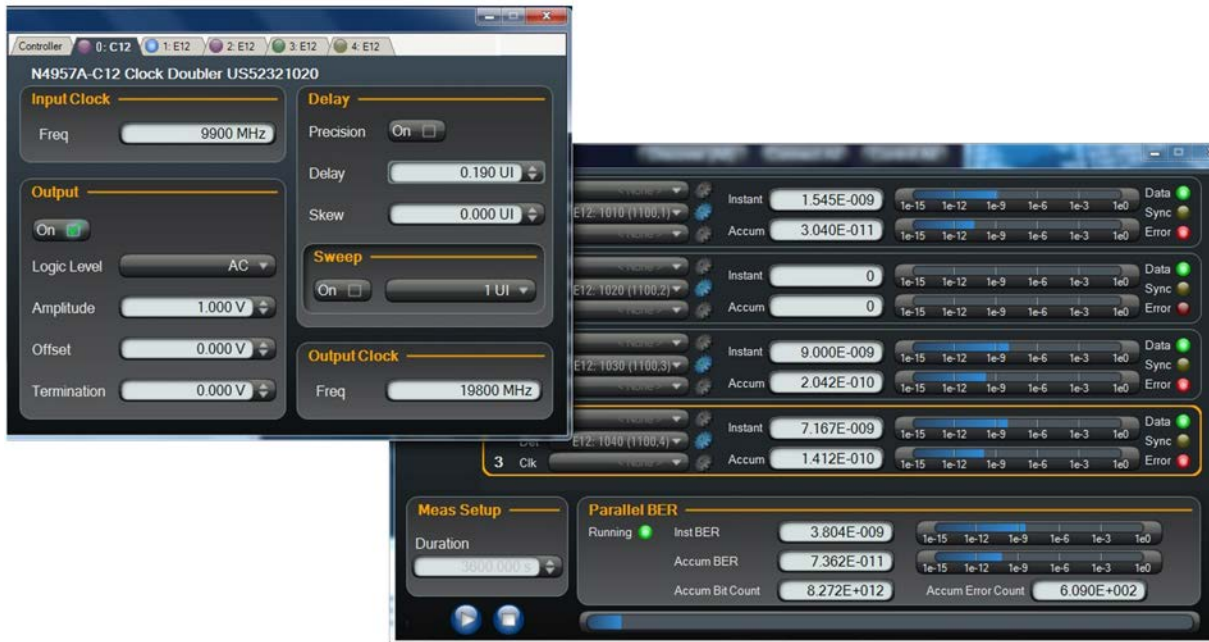 Controller 0: C12 1: E12 2: E12 3: E12 4: E12
N4957A-C12 Clock Doubler US52321020
Input Clock
Freq 9900 MHz
Output
On
Logic Level AC
Amplitude 1.000 V
Offset 0.000 V
Termination 0.000 V
Delay
Precision On
Delay 0.190 UI
Skew 0.000 UI
Sweep
On 1 UI
Output Clock
Freq 19800 MHz
Instant 1.545E-009 1e-15 1e-12 1e-9 1e-6 1e-3 1e0 Data
E12: 1010 (1100,1) Sync
Accum 3.040E-011 1e-15 1e-12 1e-9 1e-6 1e-3 1e0 Error
Instant 0 1e-15 1e-12 1e-9 1e-6 1e-3 1e0 Data
E12: 1020 (1100,2) Sync
Accum 0 1e-15 1e-12 1e-9 1e-6 1e-3 1e0 Error
Instant 9.000E-009 1e-15 1e-12 1e-9 1e-6 1e-3 1e0 Data
E12: 1030 (1100,3) Sync
Accum 2.042E-010 1e-15 1e-12 1e-9 1e-6 1e-3 1e0 Error
Instant 7.167E-009 1e-15 1e-12 1e-9 1e-6 1e-3 1e0 Data
E12: 1040 (1100,4) Sync
3 Clk Accum 1.412E-010 1e-15 1e-12 1e-9 1e-6 1e-3 1e0 Error
Meas Setup
Duration
3600.000 s
Parallel BER
Running Inst BER 3.804E-009 1e-15 1e-12 1e-9 1e-6 1e-3 1e0
Accum BER 7.362E-011 1e-15 1e-12 1e-9 1e-6 1e-3 1e0
Accum Bit Count 8.272E+012 Accum Error Count 6.090E+002